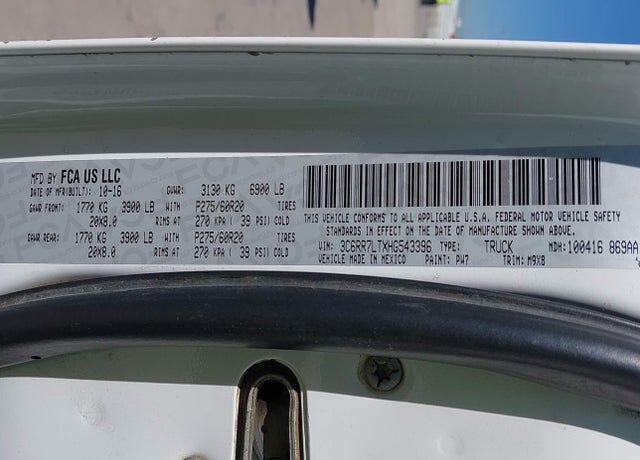 MFD BY FCA US LLC
DATE OF MFR(BUILT): 10-16 GVWR: 3130 KG 6900 LB
GAWR FRONT: 1770 KG 3900 LB P275/60R20 TIRES
20X8.0 RIMS AT 270 KPA ( 39 PSI) COLD
GAWR REAR: 1770 KG 3900 LB P275/60R20 TIRES
20X8.0 RIMS AT 270 KPA ( 39 PSI) COLD
THIS VEHICLE CONFORMS TO ALL APPLICABLE U.S.A. FEDERAL MOTOR VEHICLE SAFETY
STANDARDS IN EFFECT ON THE DATE OF MANUFACTURE SHOWN ABOVE.
VIN: 3C6RR7LTXHG543396 TYPE: TRUCK MDH: 100416 869AA
VEHICLE MADE IN MEXICO PAINT: PW7 TRIM: M9X8